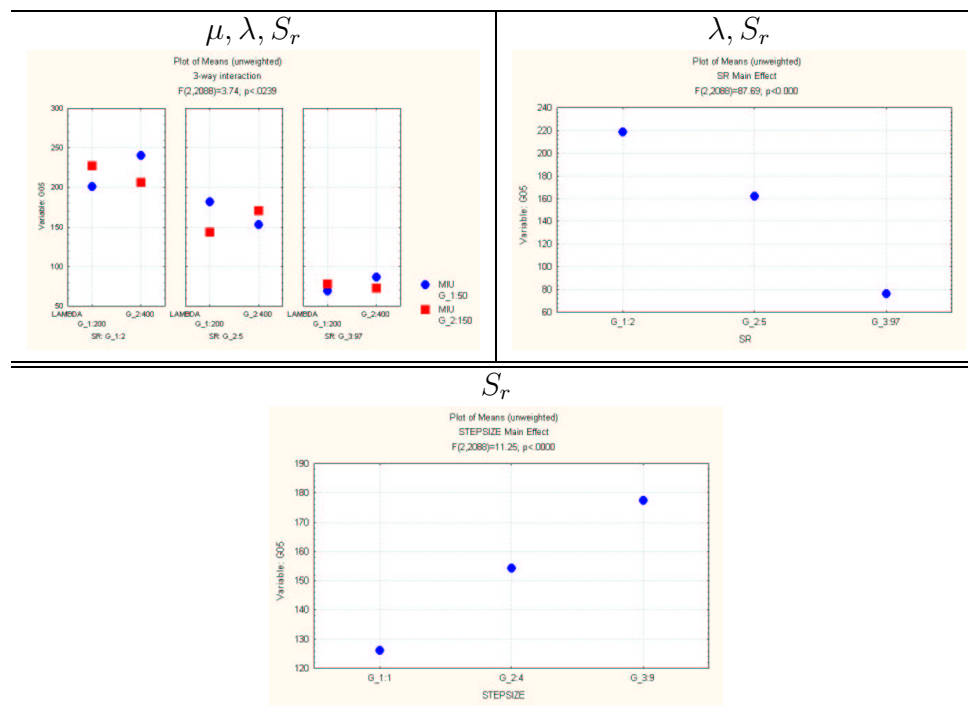 μ, λ, S_r
Plot of Means (unweighted)
3-way interaction
F(2,2088)=3.74; p<.0239
Variable: G05
300
250
200
150
100
50
LAMBDA G_2:400 LAMBDA G_2:400 LAMBDA G_2:400
G_1:200 G_1:200 G_1:200
SR: G_1:2 SR: G_2:5 SR: G_3:97
MIU
G_1:50
MIU
G_2:150
λ, S_r
Plot of Means (unweighted)
SR Main Effect
F(2,2088)=87.69; p<0.000
Variable: G05
240
220
200
180
160
140
120
100
80
60
G_1:2 G_2:5 G_3:97
SR
S_r
Plot of Means (unweighted)
STEPSIZE Main Effect
F(2,2088)=11.25; p<.0000
Variable: G05
190
180
170
160
150
140
130
120
G_1:1 G_2:4 G_3:9
STEPSIZE